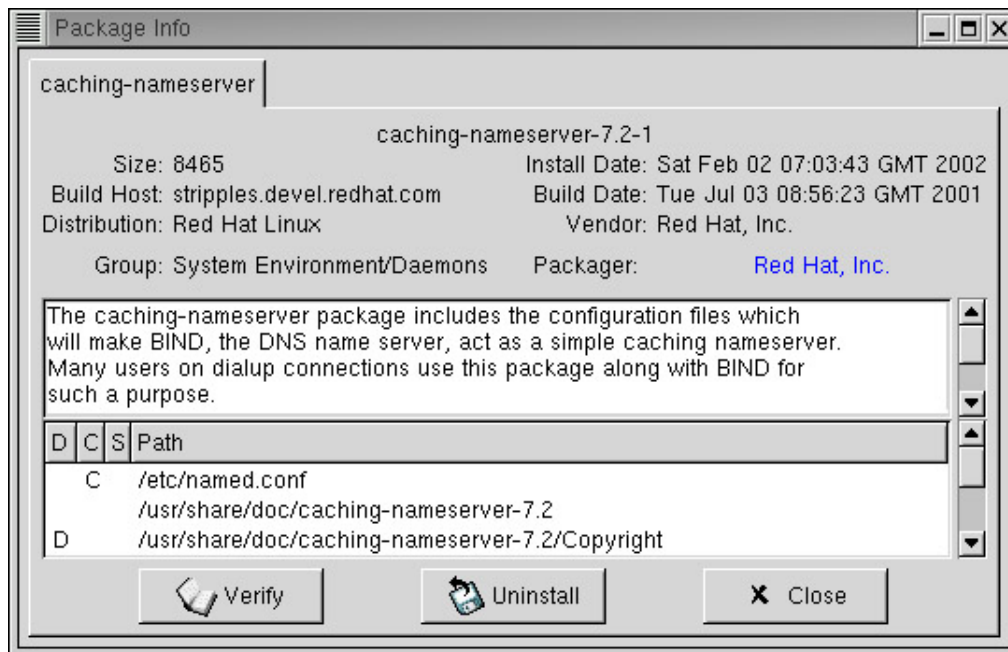 Package Info
caching-nameserver
caching-nameserver-7.2-1
Size: 8465 Install Date: Sat Feb 02 07:03:43 GMT 2002
Build Host: stripples.devel.redhat.com Build Date: Tue Jul 03 08:56:23 GMT 2001
Distribution: Red Hat Linux Vendor: Red Hat, Inc.
Group: System Environment/Daemons Packager: Red Hat, Inc.
The caching-nameserver package includes the configuration files which
will make BIND, the DNS name server, act as a simple caching nameserver.
Many users on dialup connections use this package along with BIND for
such a purpose.
D C S Path
C /etc/named.conf
/usr/share/doc/caching-nameserver-7.2
D /usr/share/doc/caching-nameserver-7.2/Copyright
Verify Uninstall Close